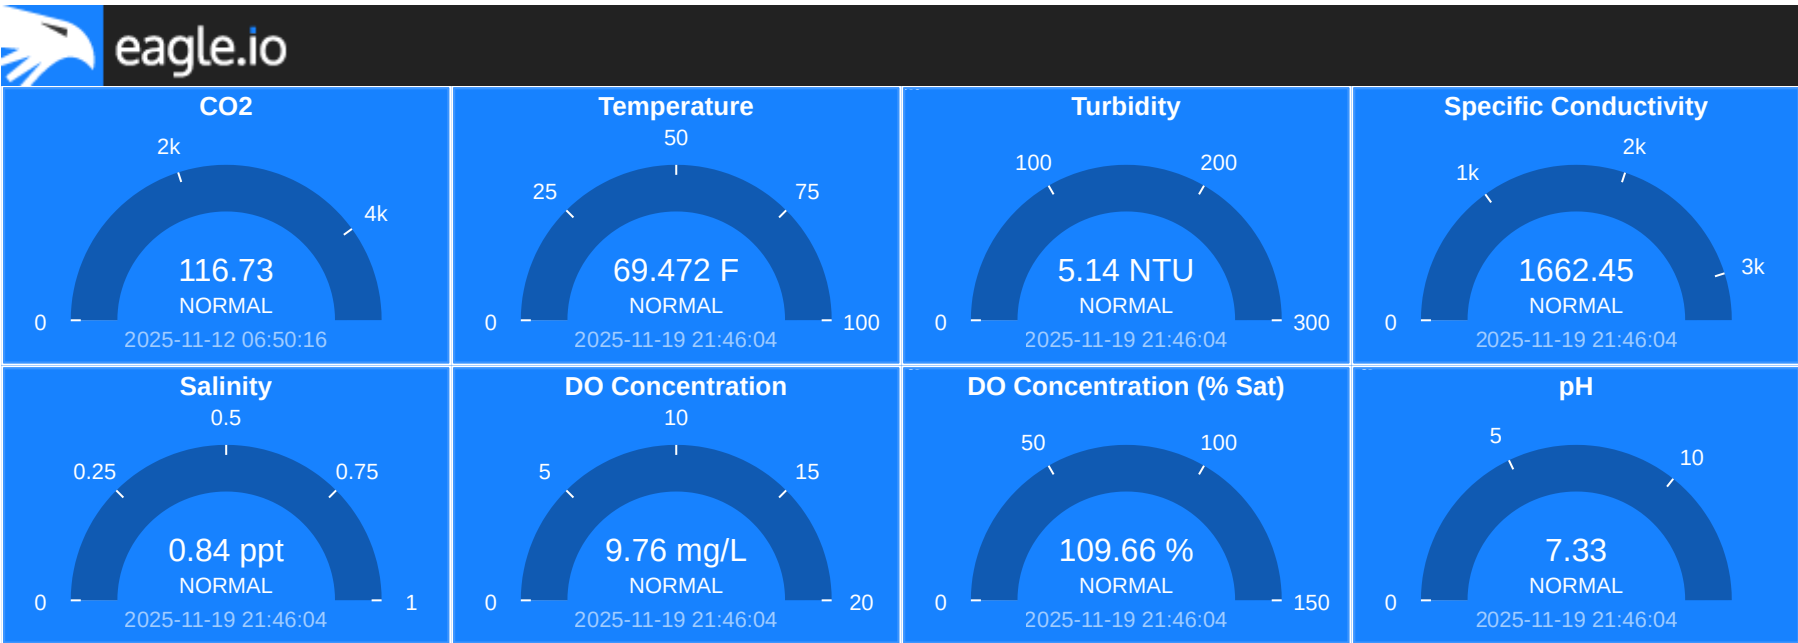 eagle.io
CO2
2k
4k
0
116.73
NORMAL
2025-11-12 06:50:16
Temperature
50
25
75
0
100
69.472 F
NORMAL
2025-11-19 21:46:04
Turbidity
100
200
0
300
5.14 NTU
NORMAL
2025-11-19 21:46:04
Specific Conductivity
2k
1k
3k
0
1662.45
NORMAL
2025-11-19 21:46:04
Salinity
0.5
0.25
0.75
0
1
0.84 ppt
NORMAL
2025-11-19 21:46:04
DO Concentration
10
5
15
0
20
9.76 mg/L
NORMAL
2025-11-19 21:46:04
DO Concentration (% Sat)
50
100
0
150
109.66 %
NORMAL
2025-11-19 21:46:04
pH
5
10
0
7.33
NORMAL
2025-11-19 21:46:04